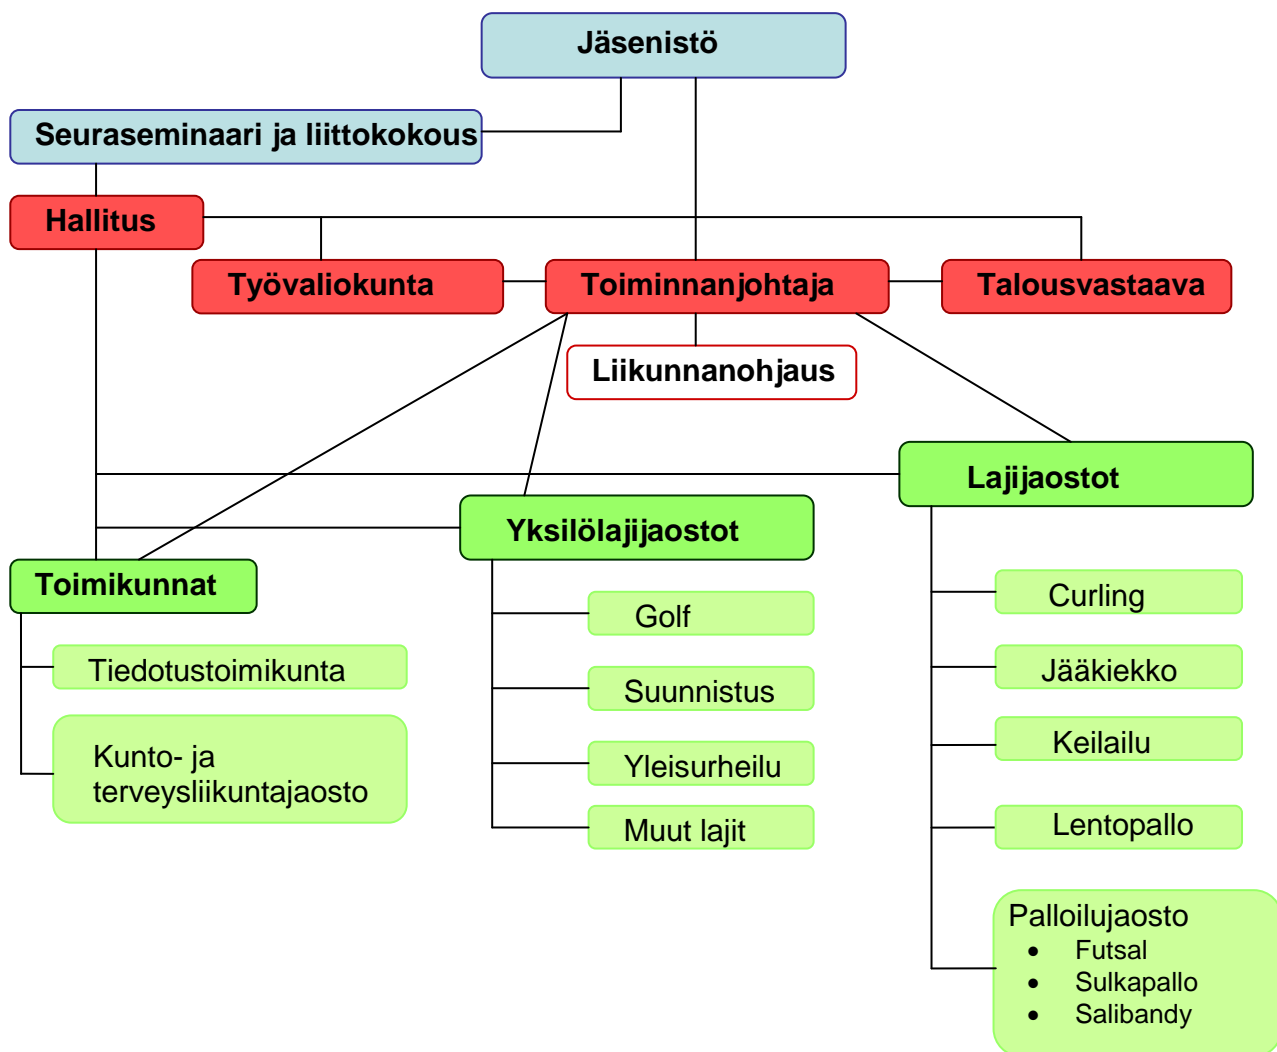 Jäsenistö
Seuraseminaari ja liittokokous
Hallitus
Työvaliokunta
Toiminnanjohtaja
Talousvastaava
Liikunnanohjaus
Lajijaostot
Yksilölajijaostot
Toimikunnat
Tiedotustoimikunta
Kunto- ja
terveysliikuntajaosto
Golf
Suunnistus
Yleisurheilu
Muut lajit
Curling
Jääkiekko
Keilailu
Lentopallo
Palloilujaosto
• Futsal
• Sulkapallo
• Salibandy